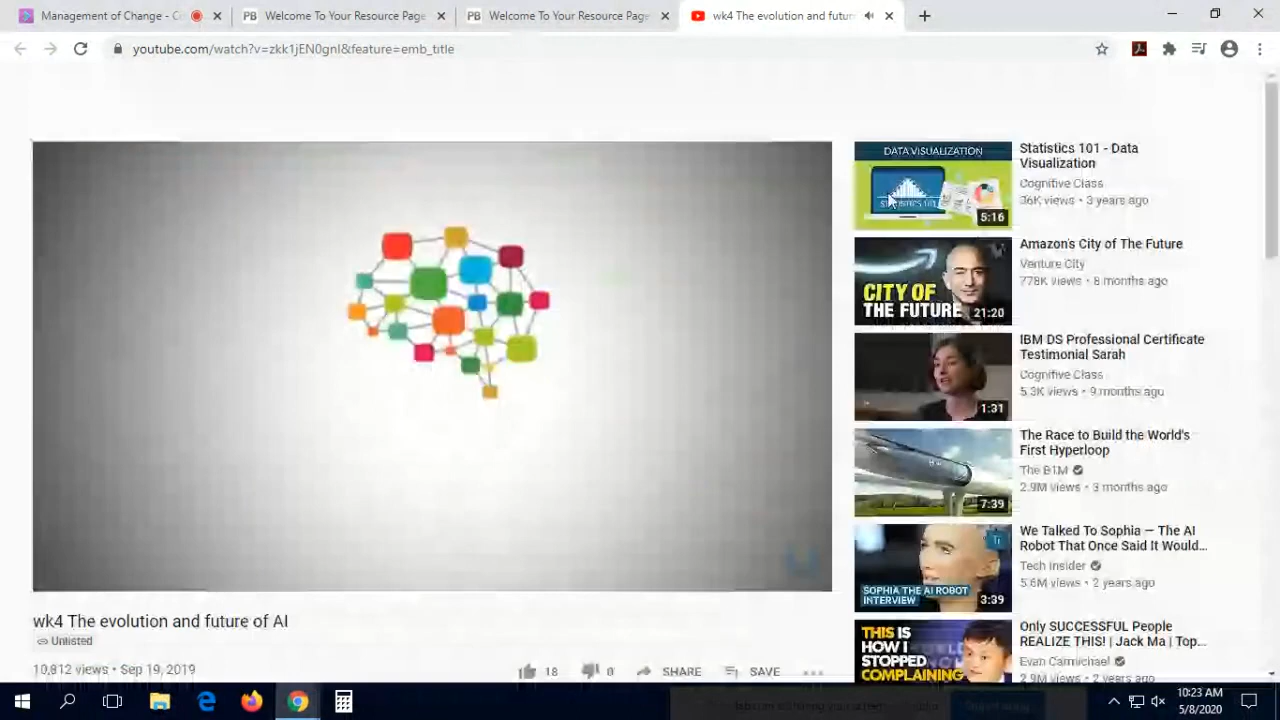 Management of Change - G
Welcome To Your Resource Page
Welcome To Your Resource Page
wk4 The evolution and futur
youtube.com/watch?v=zkk1jEN0gnI&feature=emb_title
DATA VISUALIZATION
STATISTICS 101
5:16
Statistics 101 - Data
Visualization
Cognitive Class
36K views • 3 years ago
CITY OF
THE FUTURE
21:20
Amazon's City of The Future
Venture City
778K views • 8 months ago
1:31
IBM DS Professional Certificate
Testimonial Sarah
Cognitive Class
5.3K views • 9 months ago
7:39
The Race to Build the World's
First Hyperloop
The B1M
2.9M views • 3 months ago
SOPHIA THE AI ROBOT
INTERVIEW
3:39
We Talked To Sophia — The AI
Robot That Once Said It Would...
Tech Insider
5.6M views • 2 years ago
THIS IS
HOW I
STOPPED
COMPLAINING
Only SUCCESSFUL People
REALIZE THIS! | Jack Ma | Top...
Evan Carmichael
2.9M views • 2 years ago
wk4 The evolution and future of AI
Unlisted
10,812 views • Sep 19, 2019
18
0
SHARE
SAVE
10:23 AM
5/8/2020